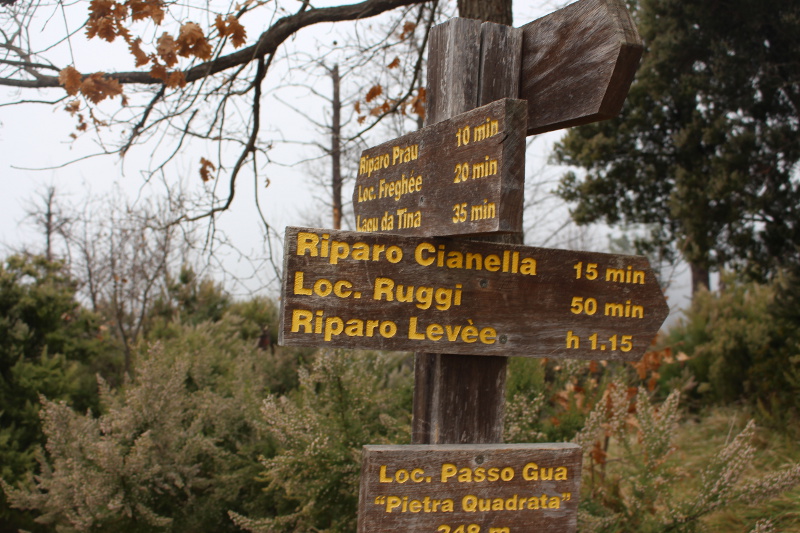 Riparo Prau 10 min
Loc. Freghée 20 min
Lagu da Tina 35 min
Riparo Cianella 15 min
Loc. Ruggi 50 min
Riparo Levèe h 1.15
Loc. Passo Gua
"Pietra Quadrata"
248 m